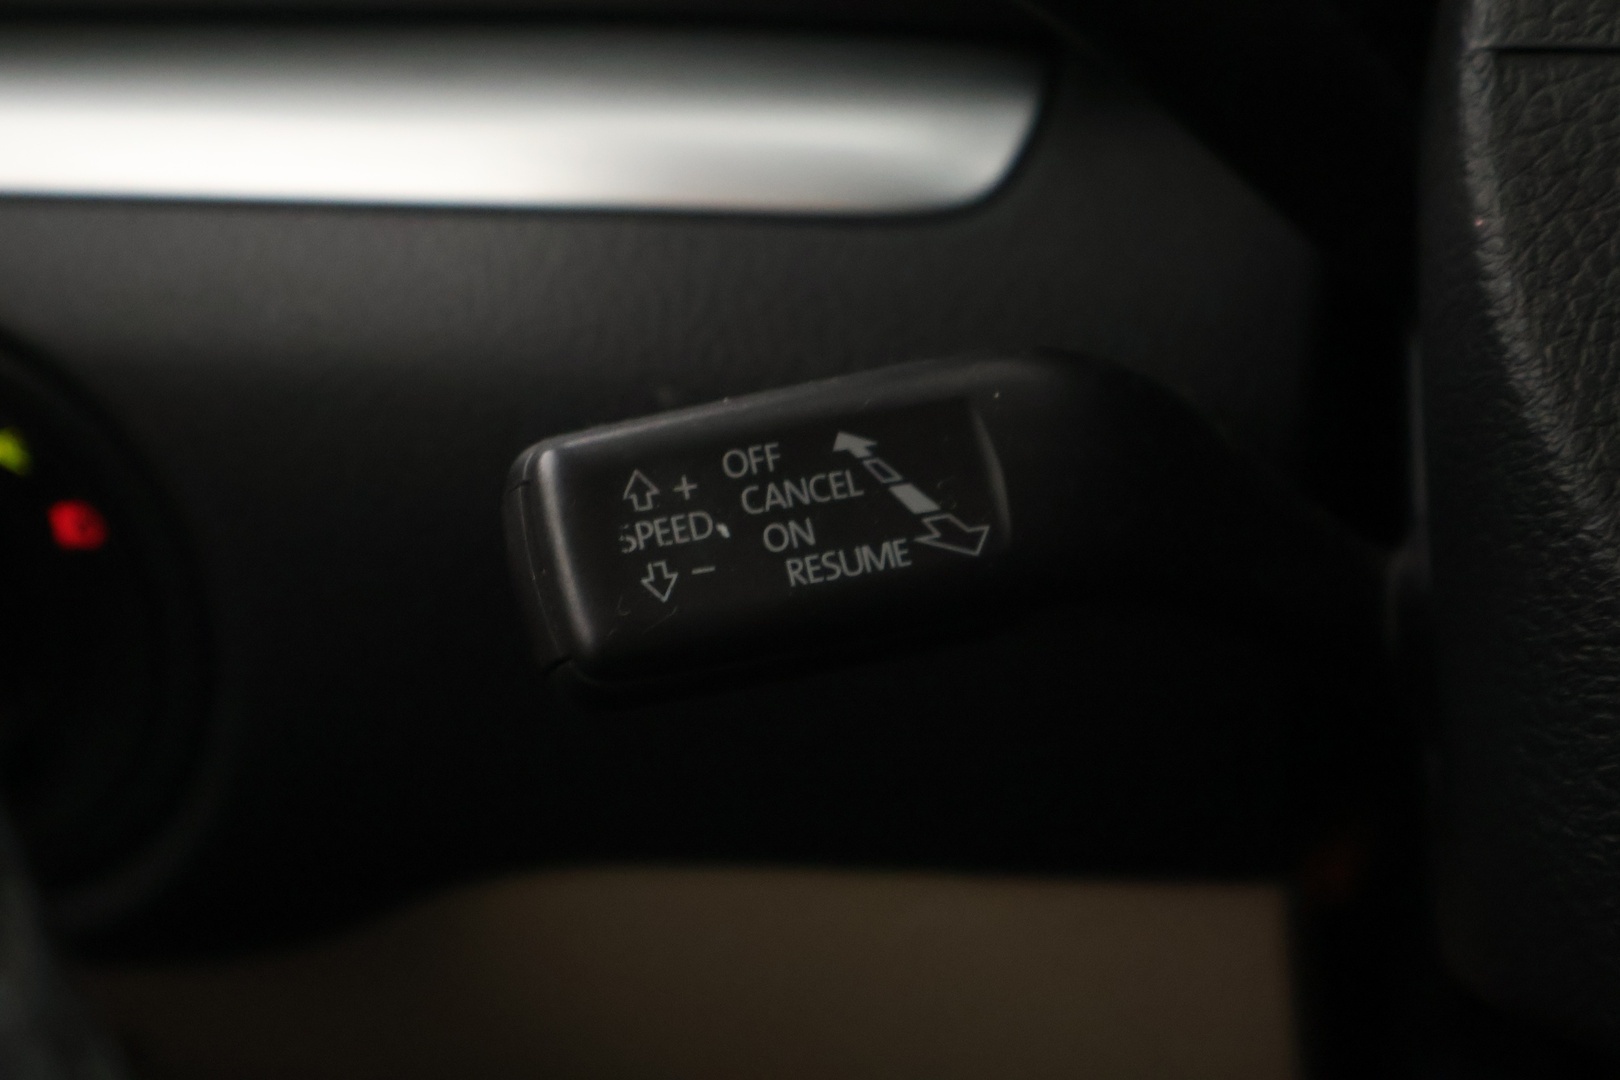 +
SPEED
−
OFF
CANCEL
ON
RESUME